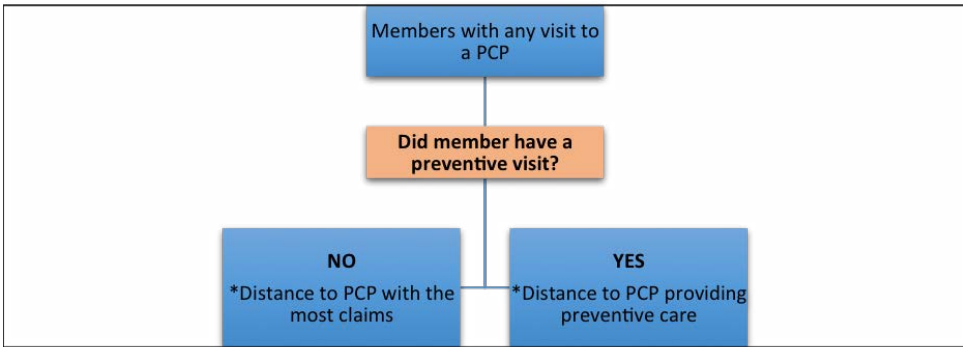 Members with any visit to
a PCP
Did member have a
preventive visit?
NO
*Distance to PCP with the
most claims
YES
*Distance to PCP providing
preventive care